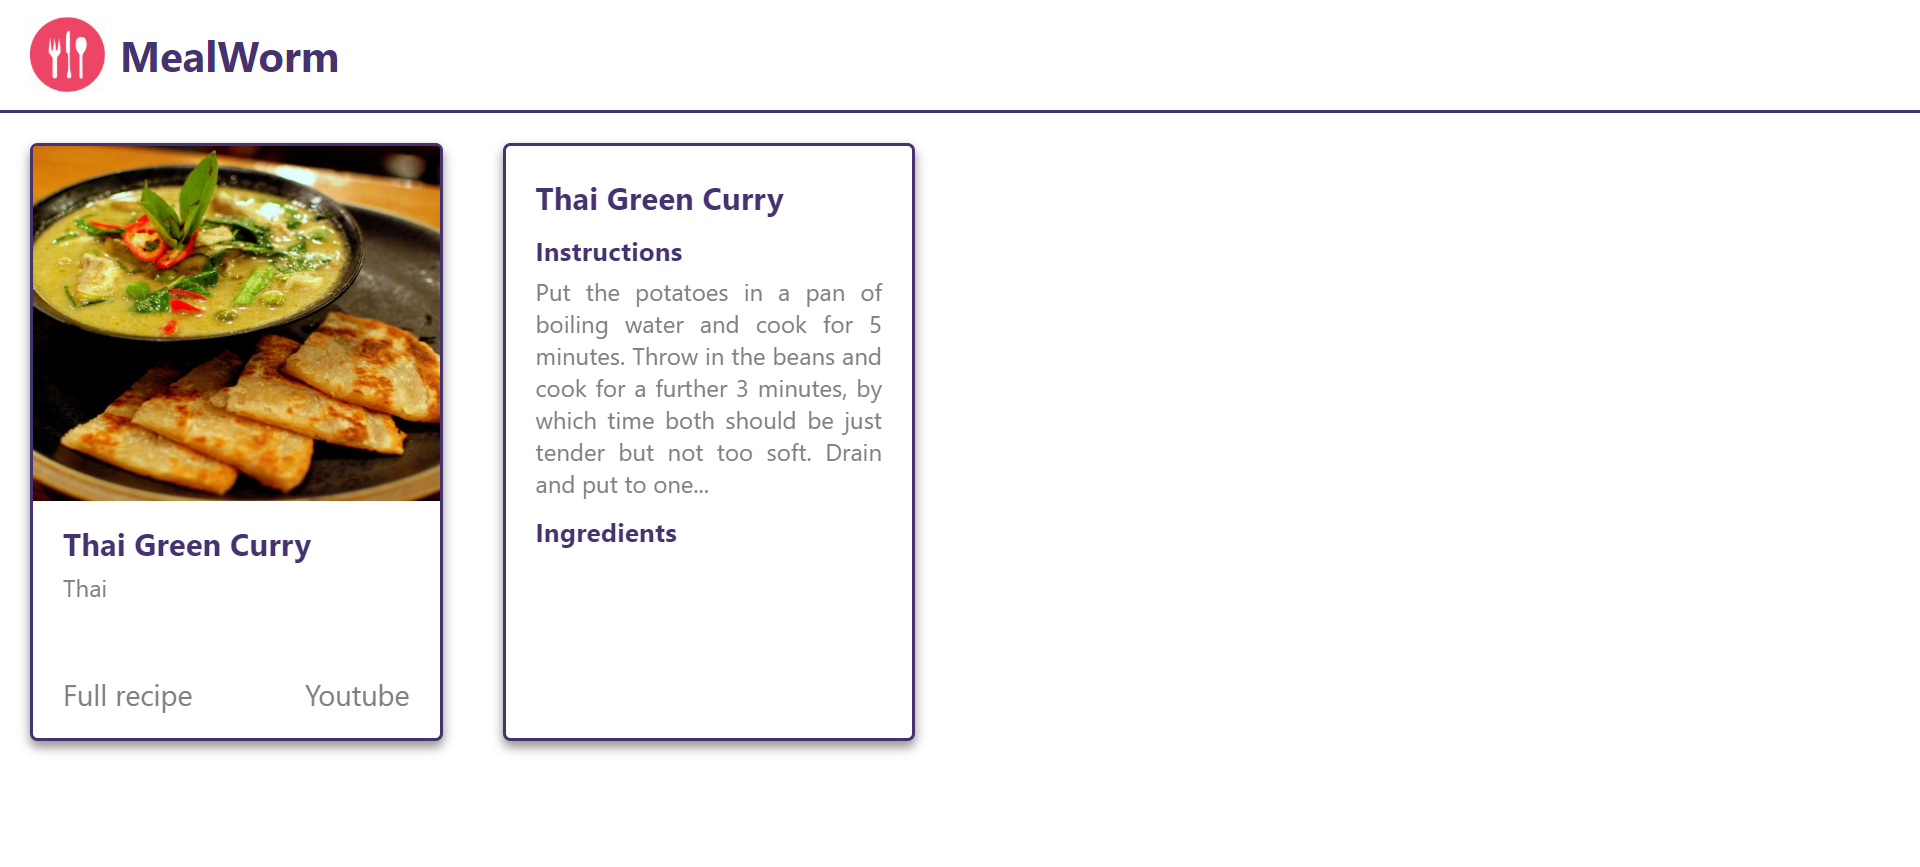 MealWorm
Thai Green Curry
Thai
Full recipe
Youtube
Thai Green Curry
Instructions
Put the potatoes in a pan of
boiling water and cook for 5
minutes. Throw in the beans and
cook for a further 3 minutes, by
which time both should be just
tender but not too soft. Drain
and put to one...
Ingredients